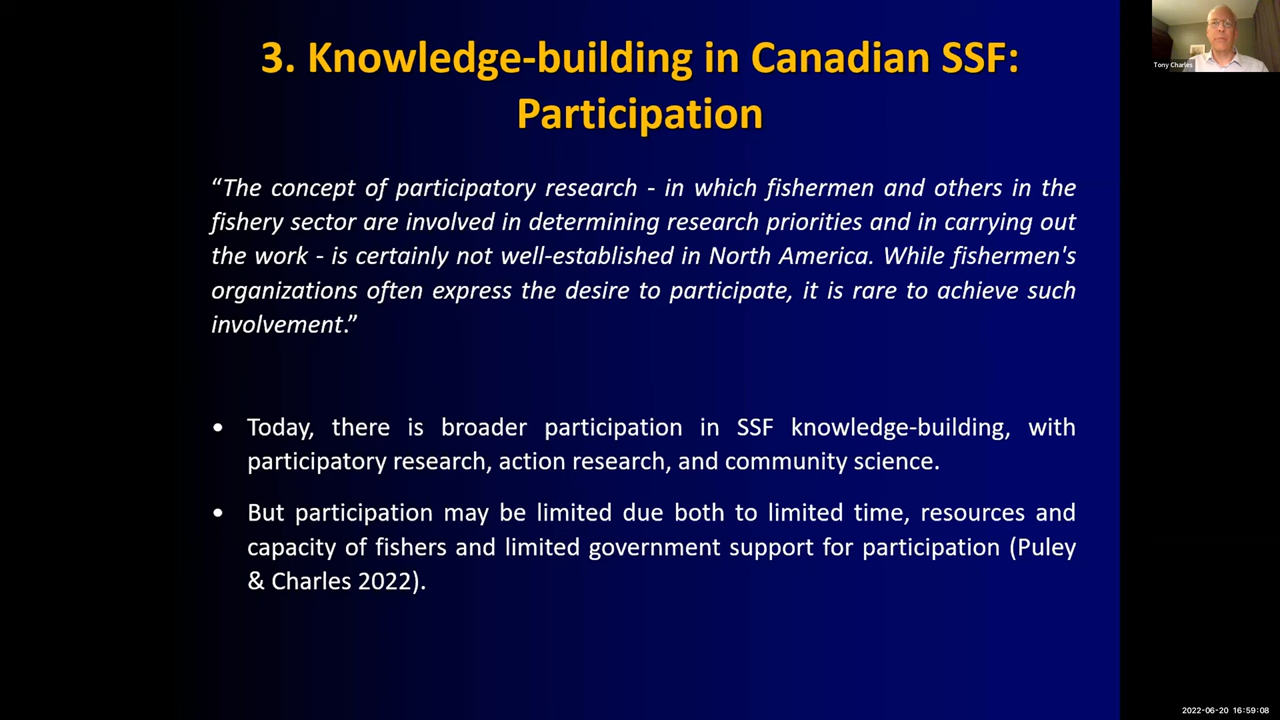 3. Knowledge-building in Canadian SSF:
Participation
Tony Charles
“The concept of participatory research - in which fishermen and others in the
fishery sector are involved in determining research priorities and in carrying out
the work - is certainly not well-established in North America. While fishermen's
organizations often express the desire to participate, it is rare to achieve such
involvement.”
• Today, there is broader participation in SSF knowledge-building, with
participatory research, action research, and community science.
• But participation may be limited due both to limited time, resources and
capacity of fishers and limited government support for participation (Puley
& Charles 2022).
2022-06-20 16:59:08